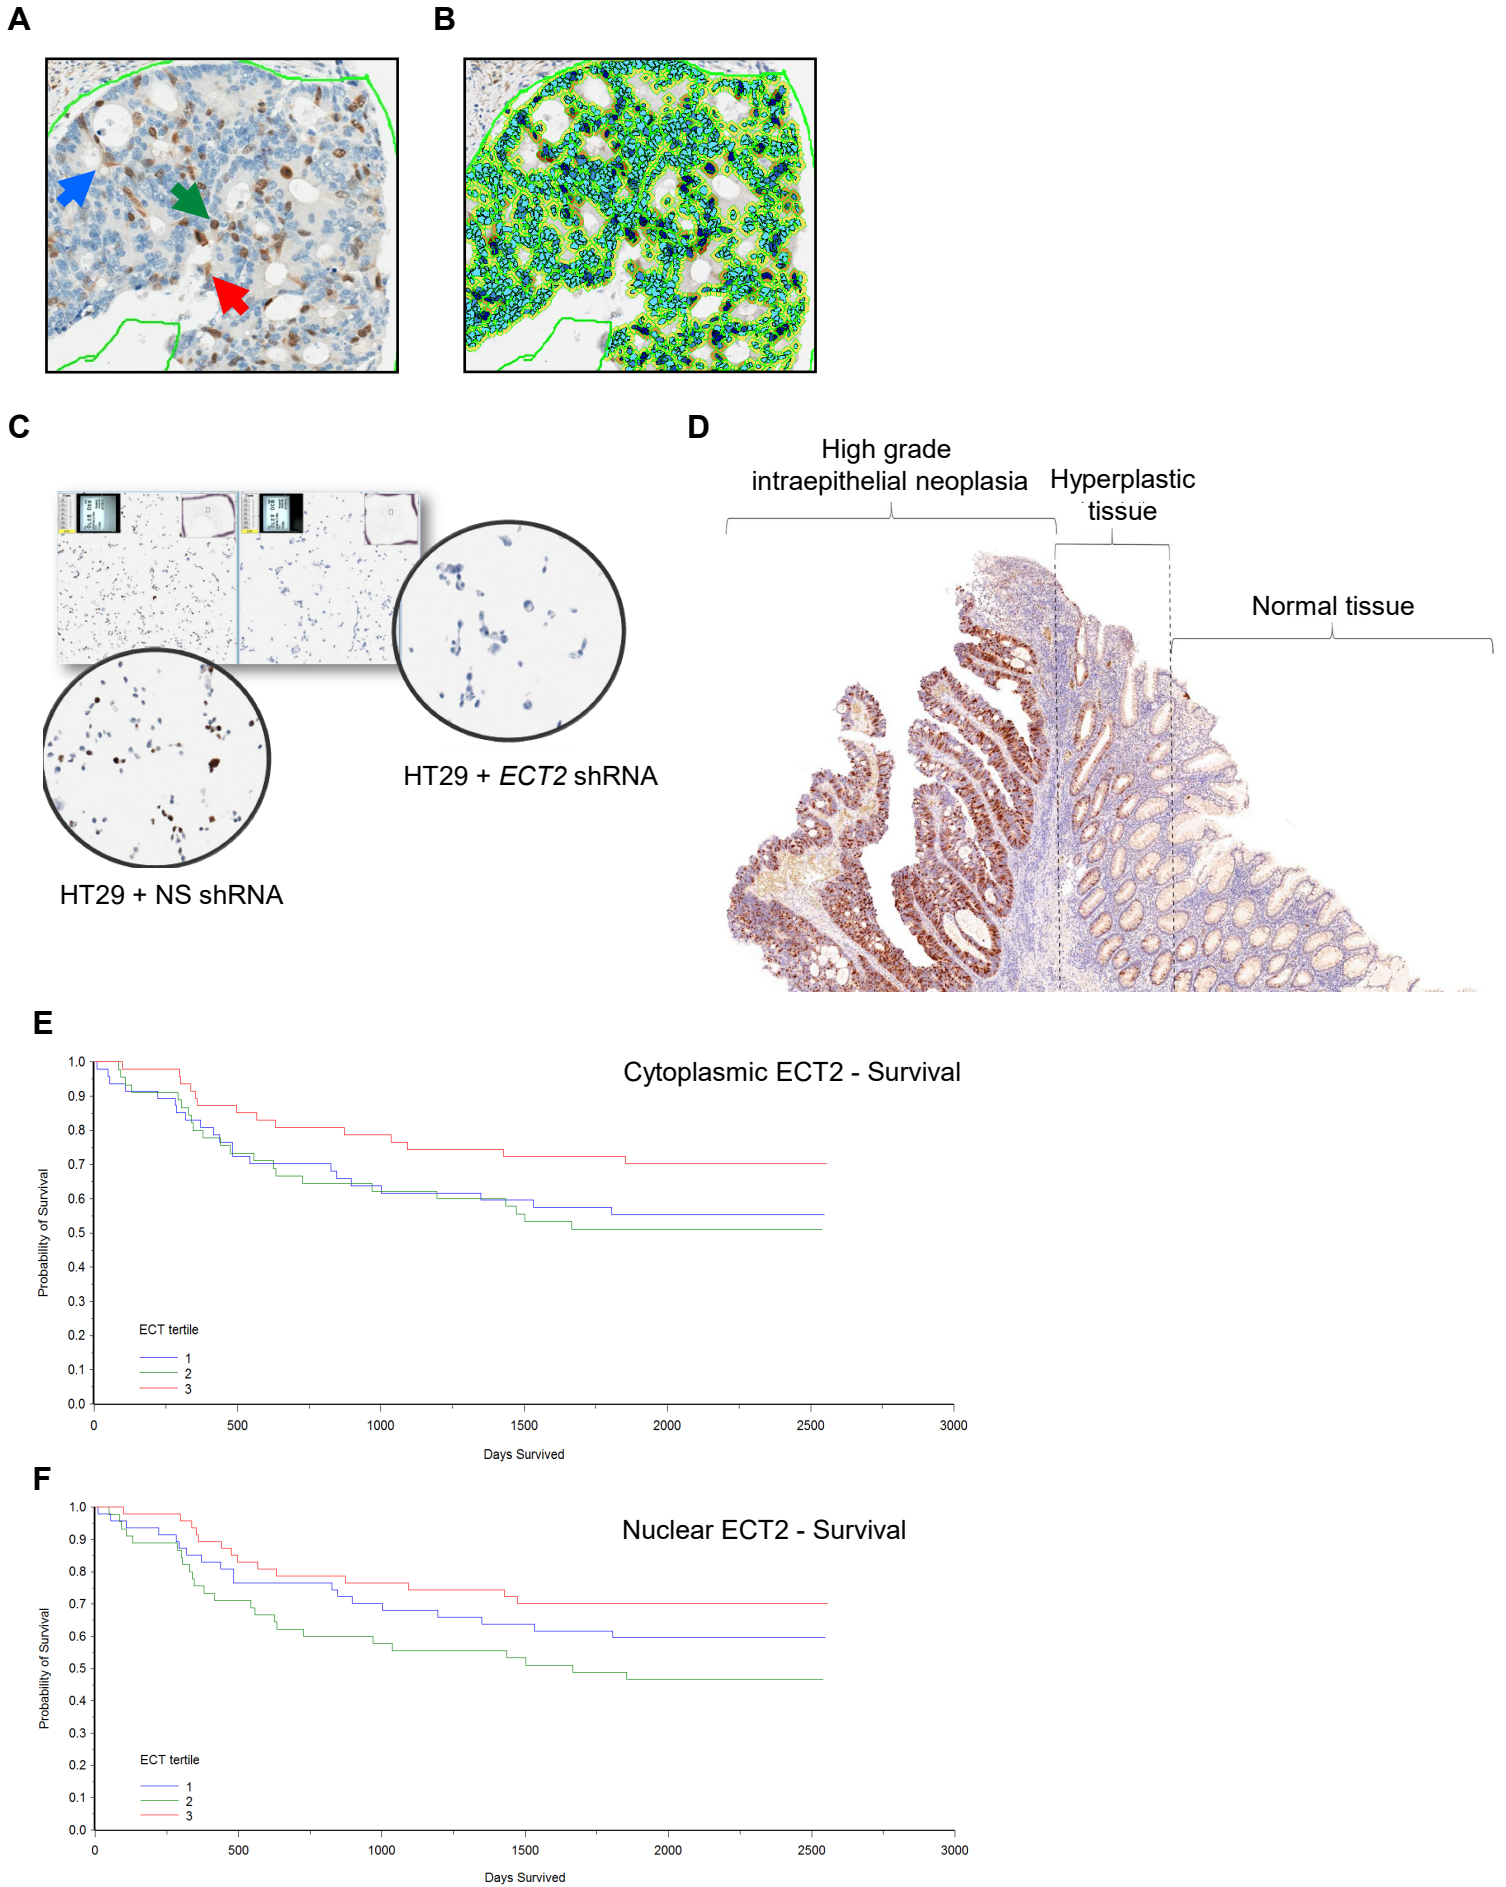 A
B
C
HT29 + ECT2 shRNA
HT29 + NS shRNA
D
High grade
intraepithelial neoplasia
Hyperplastic
tissue
Normal tissue
E
Cytoplasmic ECT2 - Survival
1.0
0.9
0.8
0.7
0.6
0.5
0.4
0.3
0.2
0.1
0.0
Probability of Survival
ECT tertile
1
2
3
0 500 1000 1500 2000 2500 3000
Days Survived
F
Nuclear ECT2 - Survival
1.0
0.9
0.8
0.7
0.6
0.5
0.4
0.3
0.2
0.1
0.0
Probability of Survival
ECT tertile
1
2
3
0 500 1000 1500 2000 2500 3000
Days Survived